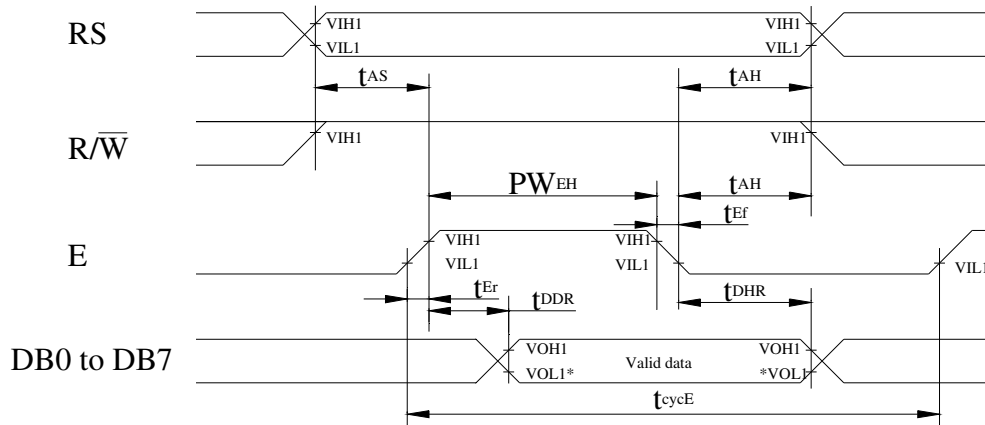 RS
VIH1
VIL1
VIH1
VIL1
tAS
tAH
R/W̅
VIH1
VIH1
PWEH
tAH
tEf
E
VIH1
VIL1
VIH1
VIL1
VIL1
tEr
tDDR
tDHR
DB0 to DB7
VOH1
VOL1*
Valid data
VOH1
*VOL1
tcycE